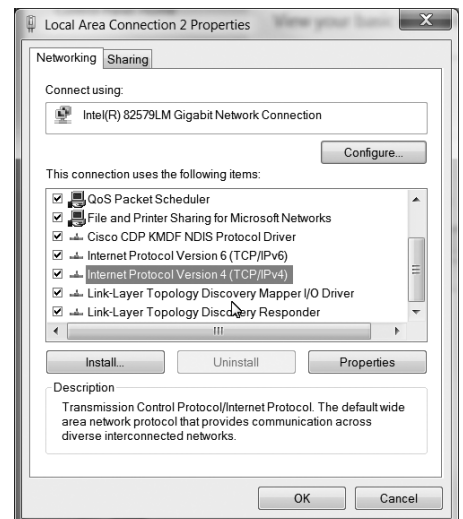 Local Area Connection 2 Properties
View your basic
X
Networking Sharing
Connect using:
Intel(R) 82579LM Gigabit Network Connection
Configure...
This connection uses the following items:
QoS Packet Scheduler
File and Printer Sharing for Microsoft Networks
Cisco CDP KMDF NDIS Protocol Driver
Internet Protocol Version 6 (TCP/IPv6)
Internet Protocol Version 4 (TCP/IPv4)
Link-Layer Topology Discovery Mapper I/O Driver
Link-Layer Topology Discovery Responder
Install... Uninstall Properties
Description
Transmission Control Protocol/Internet Protocol. The default wide
area network protocol that provides communication across
diverse interconnected networks.
OK Cancel